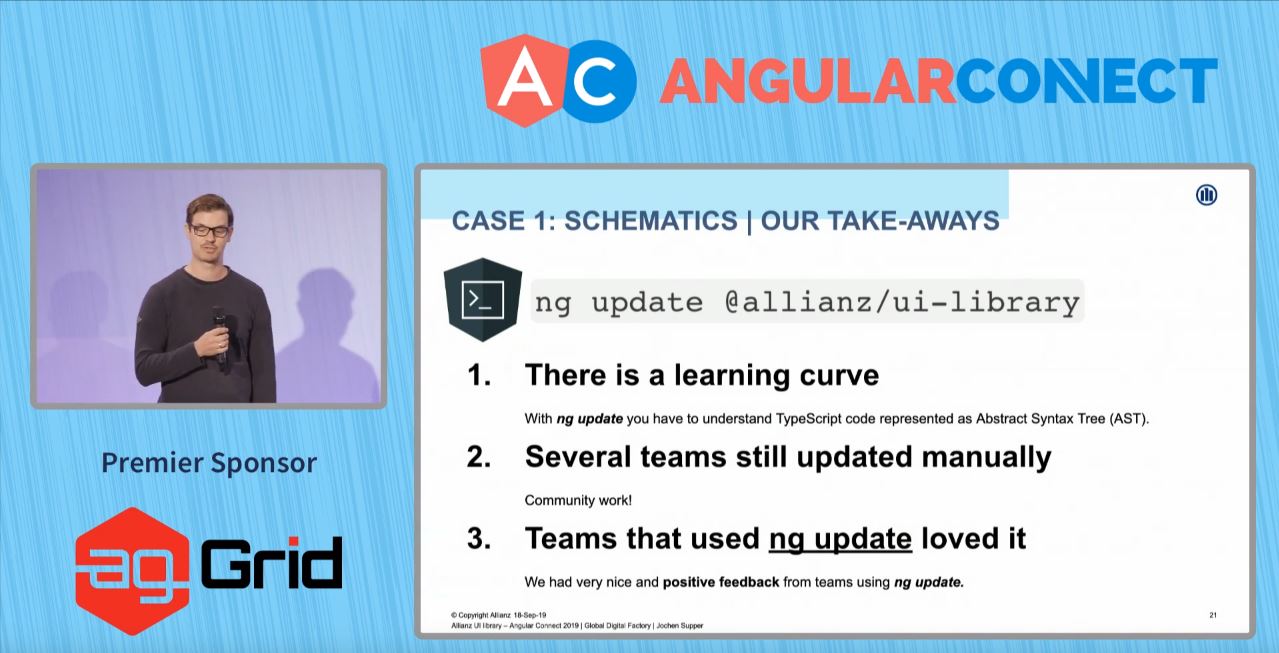 AC ANGULARCONNECT
CASE 1: SCHEMATICS | OUR TAKE-AWAYS
>_ ng update @allianz/ui-library
1. There is a learning curve
With ng update you have to understand TypeScript code represented as Abstract Syntax Tree (AST).
2. Several teams still updated manually
Community work!
3. Teams that used ng update loved it
We had very nice and positive feedback from teams using ng update.
© Copyright Allianz 18-Sep-19
Allianz UI library – Angular Connect 2019 | Global Digital Factory | Jochen Supper
21
Premier Sponsor
ag Grid